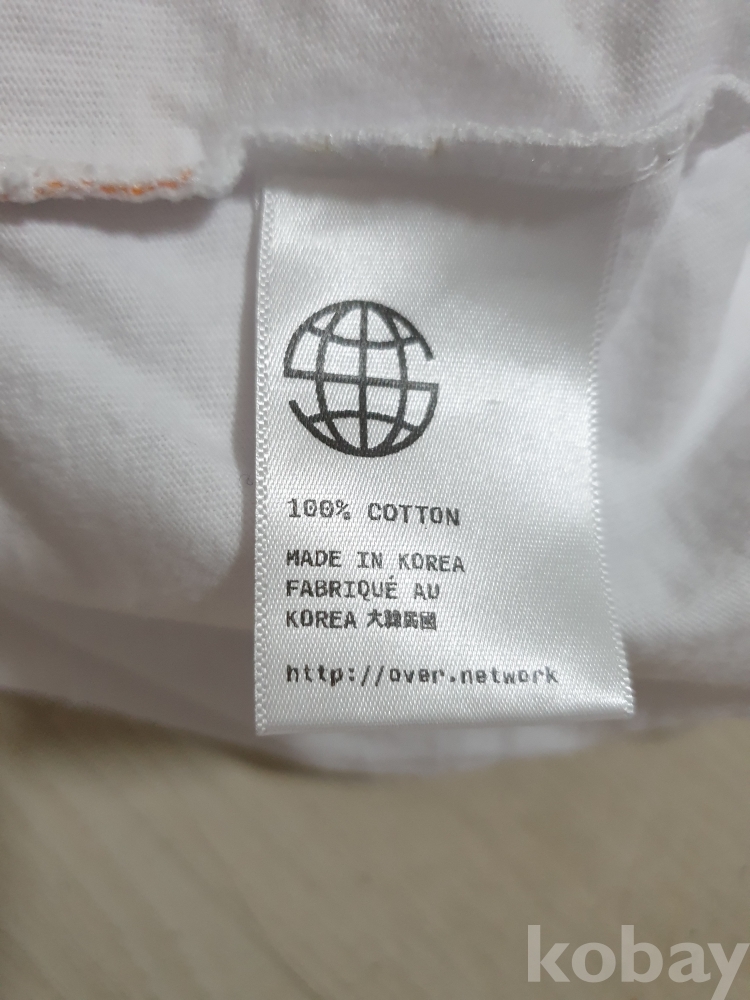 100% COTTON
MADE IN KOREA
FABRIQUÉ AU
KOREA 大韓民國
http://over.network
kobay